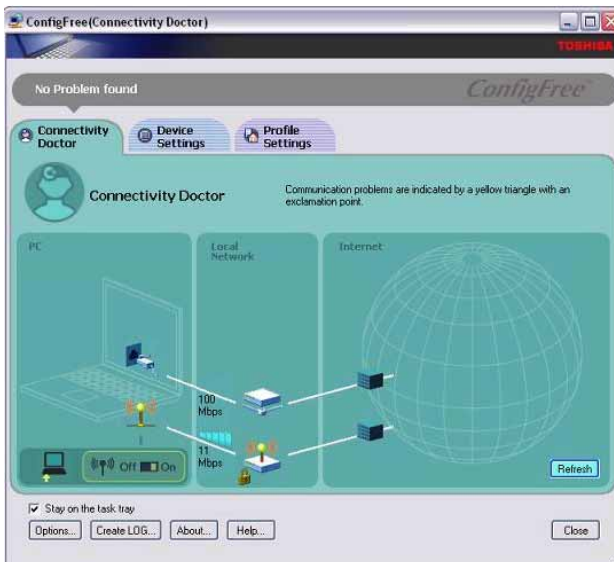 ConfigFree(Connectivity Doctor)
TOSHIBA
No Problem found
ConfigFree™
Connectivity
Doctor
Device
Settings
Profile
Settings
Connectivity Doctor
Communication problems are indicated by a yellow triangle with an
exclamation point.
PC
Local
Network
Internet
100
Mbps
11
Mbps
Off
On
Refresh
Stay on the task tray
Options...
Create LOG...
About...
Help...
Close